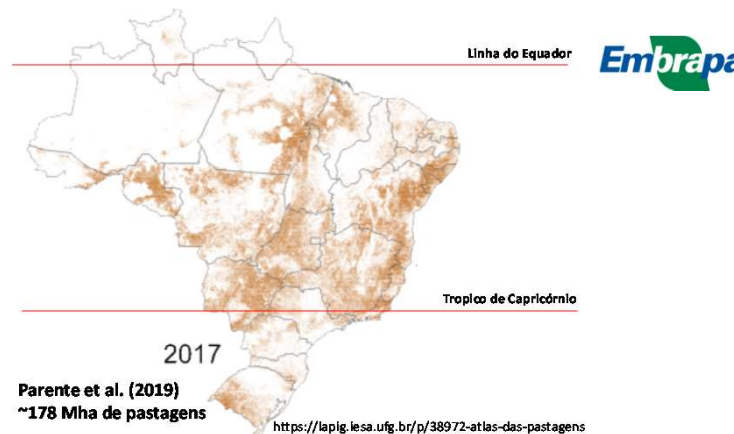 Linha do Equador
Embrapa
Tropico de Capricórnio
2017
Parente et al. (2019)
~178 Mha de pastagens
https://lapig.iesa.ufg.br/p/38972-atlas-das-pastagens